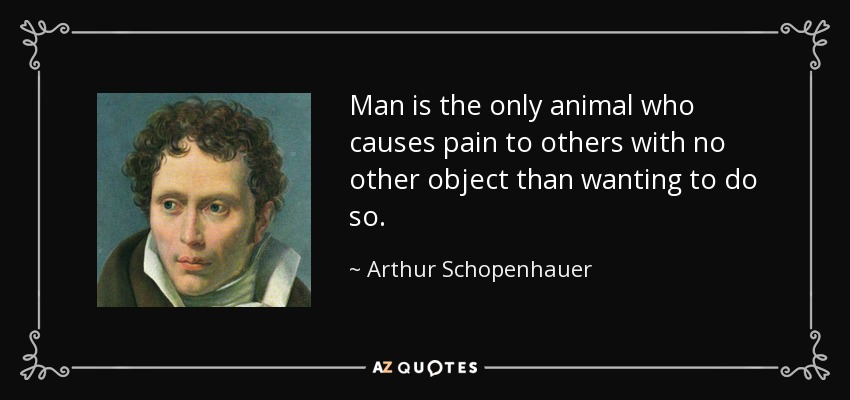 Man is the only animal who
causes pain to others with no
other object than wanting to do
so.
~ Arthur Schopenhauer
AZ QUOTES